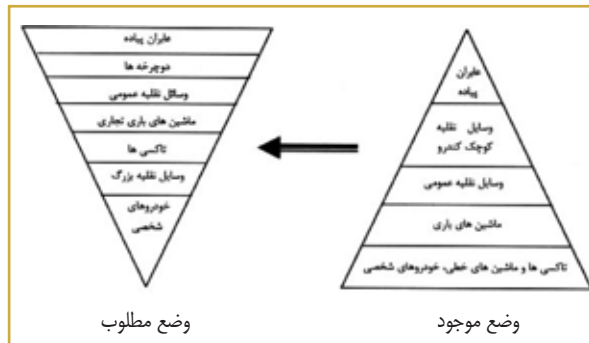 عابران
پیاده
وسایل نقلیه
کوچک کندرو
وسایل نقلیه عمومی
ماشین های باری
تاکسی ها و ماشین های خطی، خودروهای شخصی
وضع موجود
عابران پیاده
دوچرخه ها
وسائل نقلیه عمومی
ماشین های باری تجاری
تاکسی ها
وسایل نقلیه بزرگ
خودروهای
شخصی
وضع مطلوب